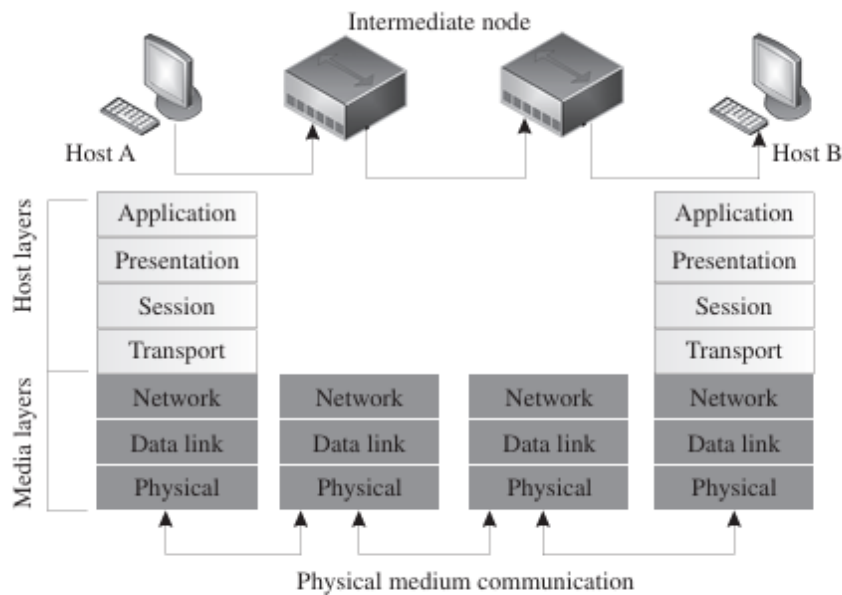 Intermediate node
Host A
Host B
Host layers
Media layers
Application
Presentation
Session
Transport
Network
Data link
Physical
Network
Data link
Physical
Network
Data link
Physical
Application
Presentation
Session
Transport
Network
Data link
Physical
Physical medium communication